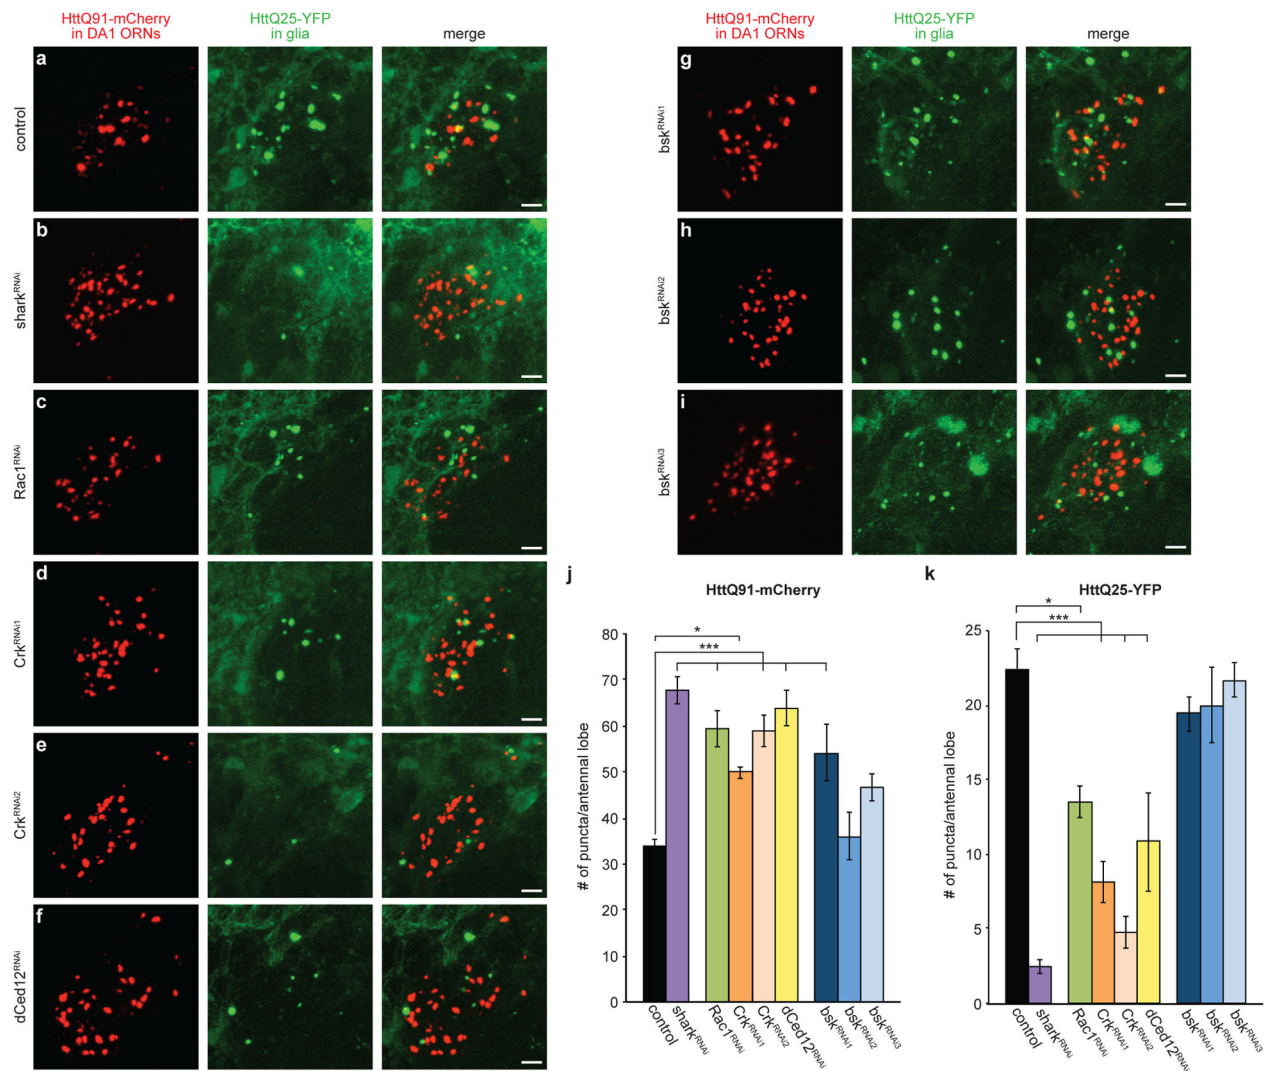 HttQ91-mCherry
in DA1 ORNs
HttQ25-YFP
in glia
merge
a
control
b
shark^RNAi
c
Rac1^RNAi
d
Crk^RNAi1
e
Crk^RNAi2
f
dCed12^RNAi
HttQ91-mCherry
in DA1 ORNs
HttQ25-YFP
in glia
merge
g
bsk^RNAi1
h
bsk^RNAi2
i
bsk^RNAi3
j
HttQ91-mCherry
*
***
# of puncta/antennal lobe
80
70
60
50
40
30
20
10
0
control
shark^RNAi
Rac1^RNAi
Crk^RNAi1
Crk^RNAi2
dCed12^RNAi
bsk^RNAi1
bsk^RNAi2
bsk^RNAi3
k
HttQ25-YFP
*
***
# of puncta/antennal lobe
25
20
15
10
5
0
control
shark^RNAi
Rac1^RNAi
Crk^RNAi1
Crk^RNAi2
dCed12^RNAi
bsk^RNAi1
bsk^RNAi2
bsk^RNAi3